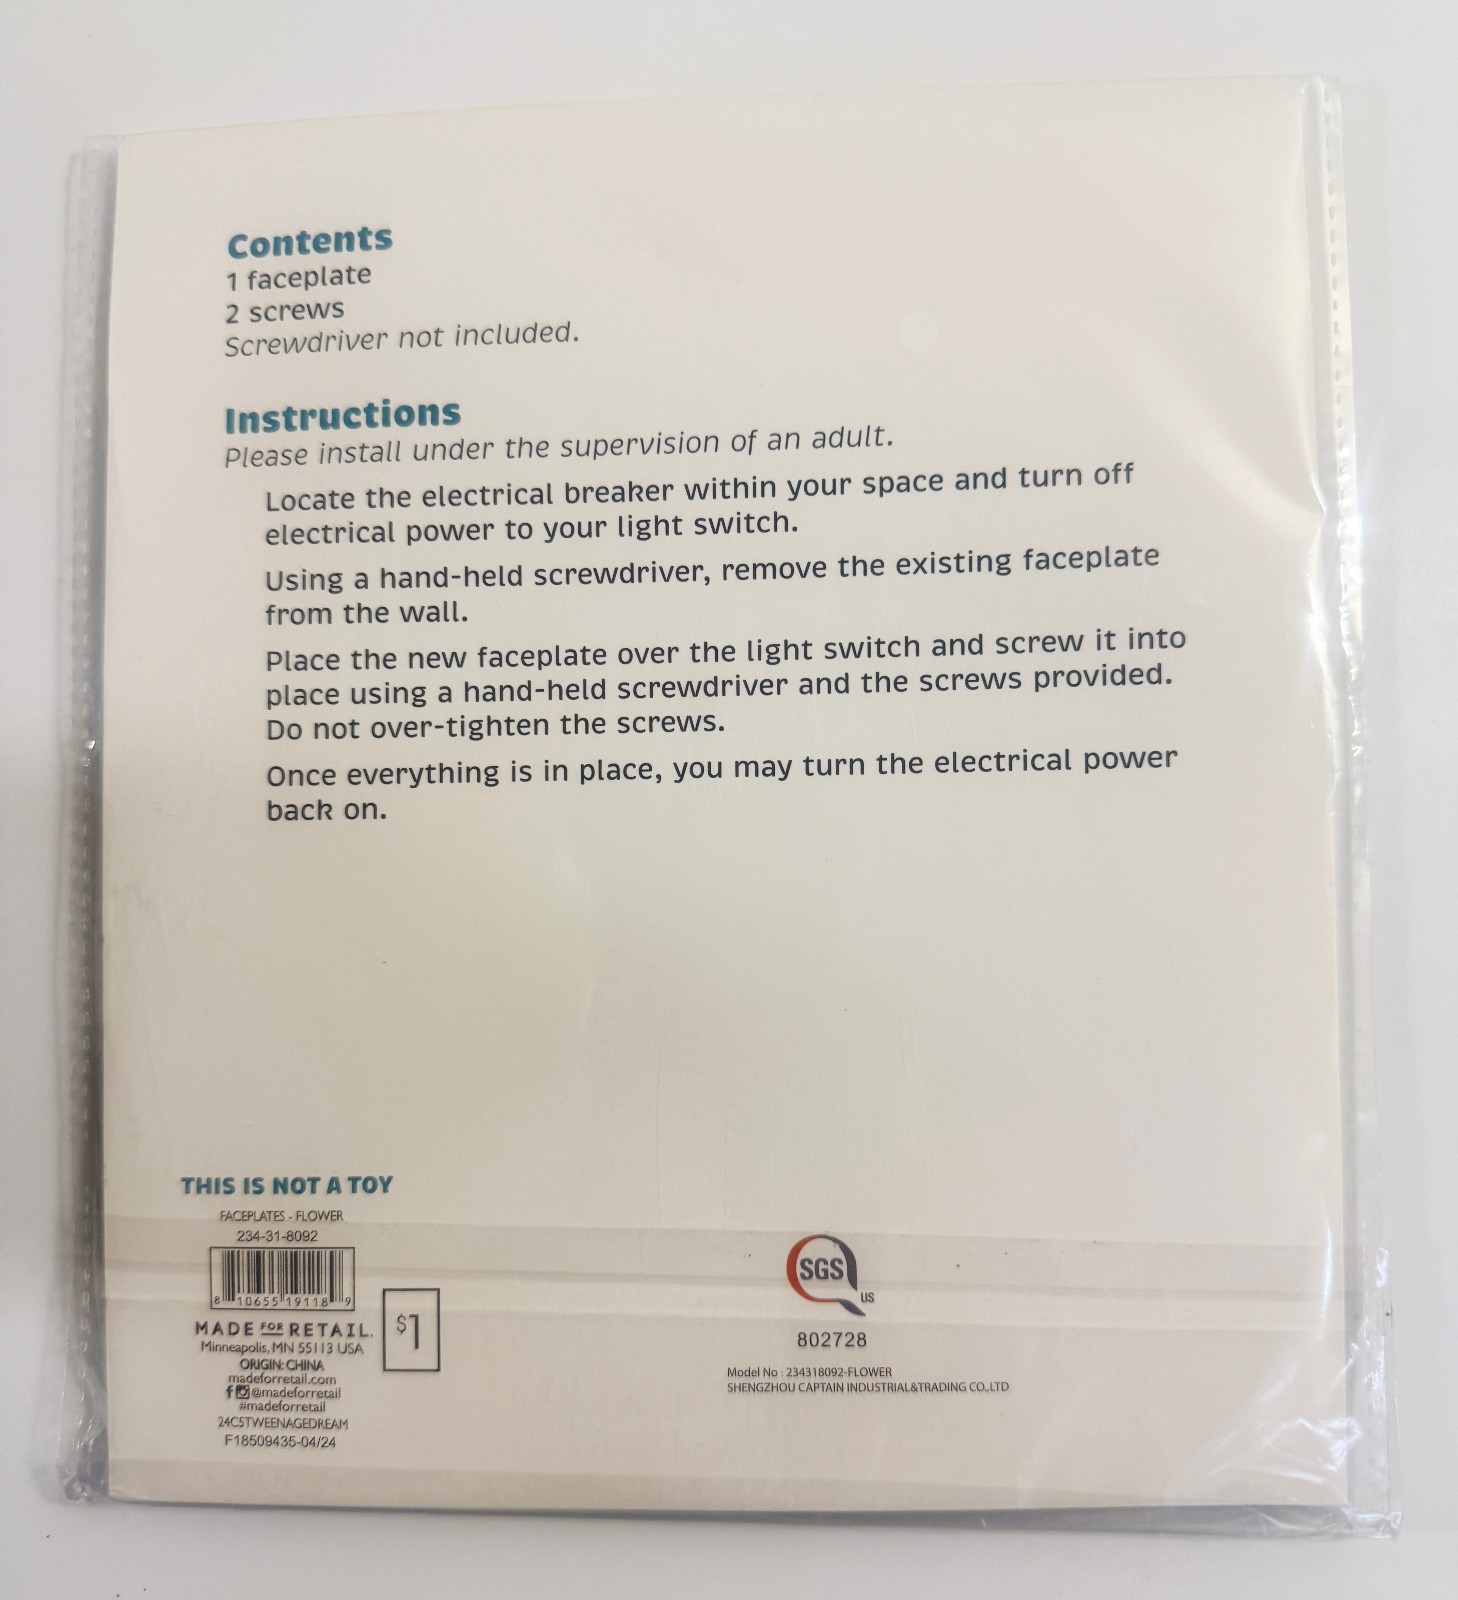 Contents
1 faceplate
2 screws
Screwdriver not included.
Instructions
Please install under the supervision of an adult.
Locate the electrical breaker within your space and turn off
electrical power to your light switch.
Using a hand-held screwdriver, remove the existing faceplate
from the wall.
Place the new faceplate over the light switch and screw it into
place using a hand-held screwdriver and the screws provided.
Do not over-tighten the screws.
Once everything is in place, you may turn the electrical power
back on.
THIS IS NOT A TOY
FACEPLATES - FLOWER
234-31-8092
8 10655 19118 9
MADE FOR RETAIL.
Minneapolis, MN 55113 USA
ORIGIN: CHINA
madeforretail.com
@madeforretail
#madeforretail
24CSTWEENAGEDREAM
F18509435-04/24
$1
SGS
US
802728
Model No : 234318092-FLOWER
SHENGZHOU CAPTAIN INDUSTRIAL&TRADING CO.,LTD